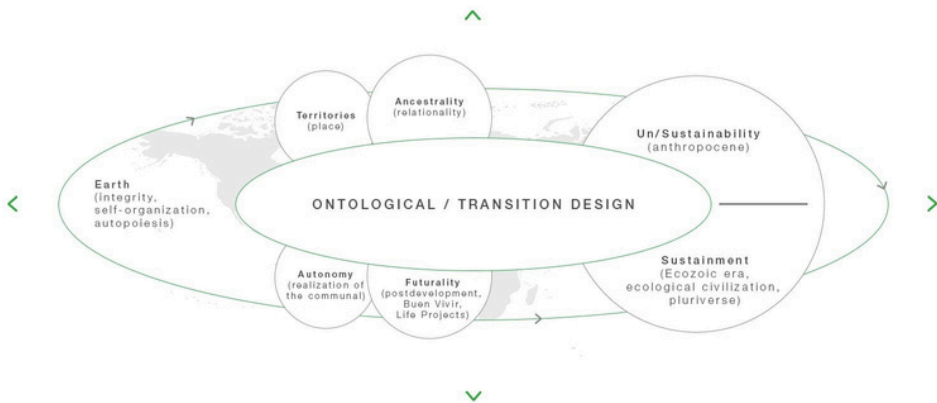 Ancestrality
(relationality)
Territories
(place)
Un/Sustainability
(anthropocene)
Earth
(integrity,
self-organization,
autopoiesis)
ONTOLOGICAL / TRANSITION DESIGN
Autonomy
(realization of
the communal)
Futurality
(postdevelopment,
Buen Vivir,
Life Projects)
Sustainment
(Ecozoic era,
ecological civilization,
pluriverse)